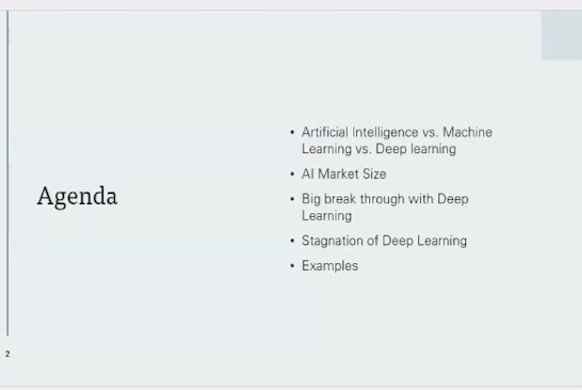 Agenda
• Artificial Intelligence vs. Machine
Learning vs. Deep learning
• AI Market Size
• Big break through with Deep
Learning
• Stagnation of Deep Learning
• Examples
2